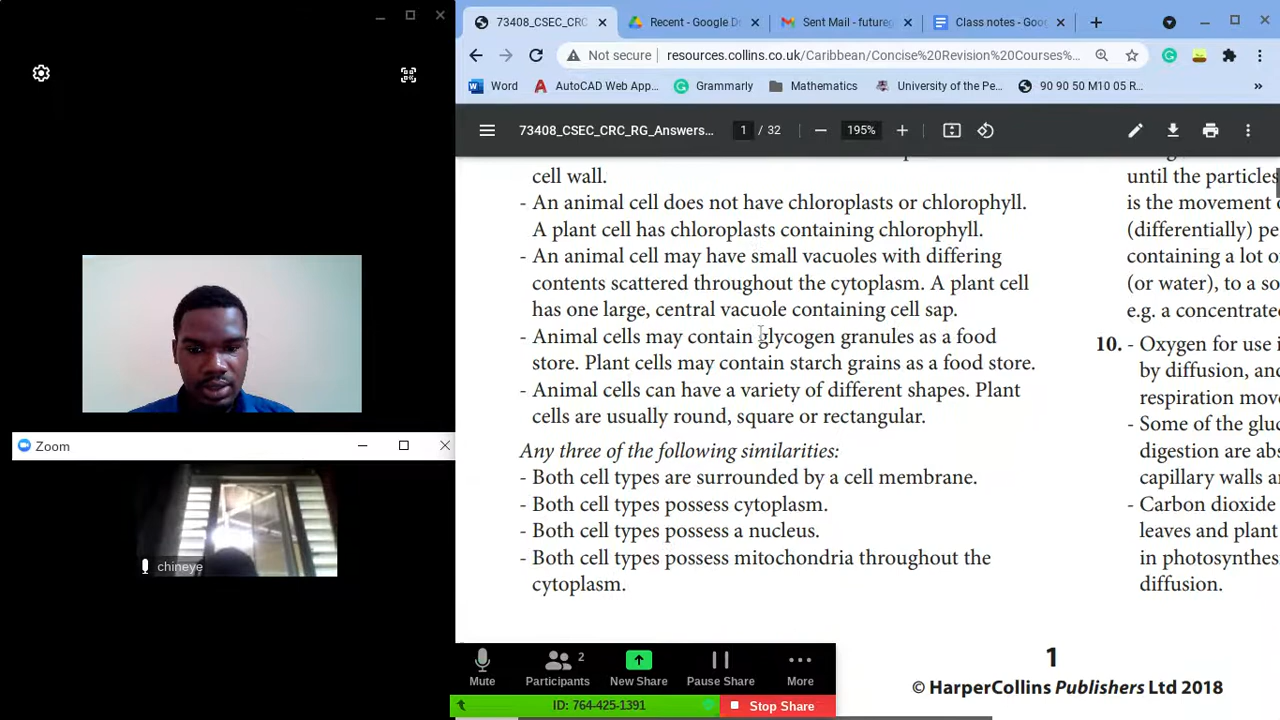 73408_CSEC_CRC
Recent - Google D
Sent Mail - future
Class notes - Goo
Not secure
resources.collins.co.uk/Caribbean/Concise%20Revision%20Courses%...
Word
AutoCAD Web App...
Grammarly
Mathematics
University of the Pe...
90 90 50 M10 05 R...
»
73408_CSEC_CRC_RG_Answers...
1 / 32
195%
cell wall.
- An animal cell does not have chloroplasts or chlorophyll.
A plant cell has chloroplasts containing chlorophyll.
- An animal cell may have small vacuoles with differing
contents scattered throughout the cytoplasm. A plant cell
has one large, central vacuole containing cell sap.
- Animal cells may contain glycogen granules as a food
store. Plant cells may contain starch grains as a food store.
- Animal cells can have a variety of different shapes. Plant
cells are usually round, square or rectangular.
Any three of the following similarities:
- Both cell types are surrounded by a cell membrane.
- Both cell types possess cytoplasm.
- Both cell types possess a nucleus.
- Both cell types possess mitochondria throughout the
cytoplasm.
until the particles
is the movement
(differentially) pe
containing a lot o
(or water), to a so
e.g. a concentrate
10. - Oxygen for use i
by diffusion, and
respiration mov
- Some of the gluc
digestion are abs
capillary walls a
- Carbon dioxide
leaves and plant
in photosynthes
diffusion.
1
© HarperCollins Publishers Ltd 2018
Zoom
chineye
Mute
Participants
2
New Share
Pause Share
More
ID: 764-425-1391
Stop Share